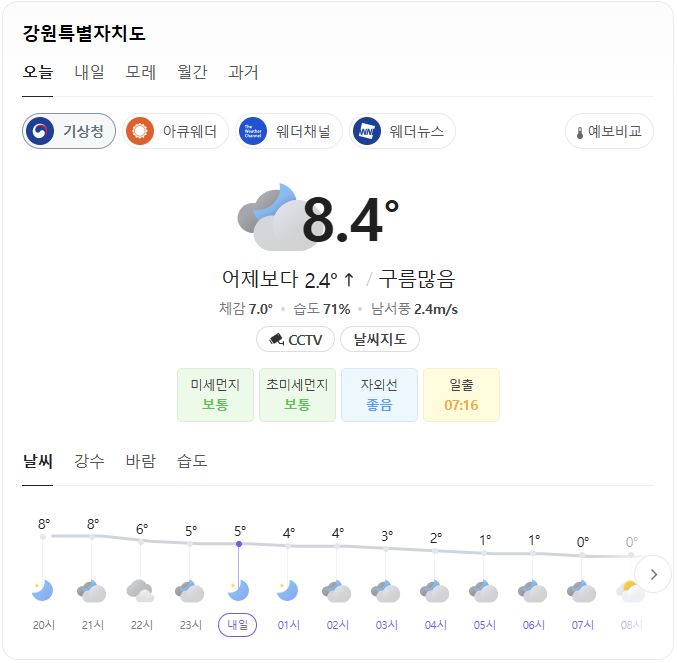 강원특별자치도
오늘 내일 모레 월간 과거
기상청 아큐웨더 The Weather Channel 웨더채널 WN 웨더뉴스 예보비교
8.4°
어제보다 2.4° ↑ / 구름많음
체감 7.0° • 습도 71% • 남서풍 2.4m/s
CCTV 날씨지도
미세먼지 초미세먼지 자외선 일출
보통 보통 좋음 07:16
날씨 강수 바람 습도
8° 8° 6° 5° 5° 4° 4° 3° 2° 1° 1° 0° 0°
20시 21시 22시 23시 내일 01시 02시 03시 04시 05시 06시 07시 08시